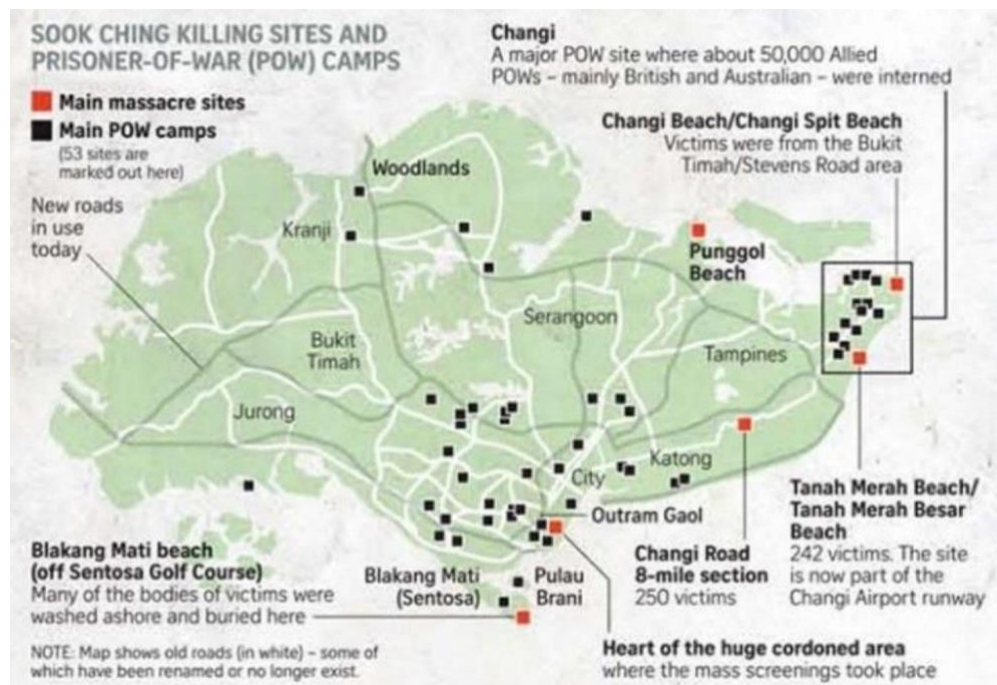 SOOK CHING KILLING SITES AND
PRISONER-OF-WAR (POW) CAMPS
Main massacre sites
Main POW camps
(53 sites are
marked out here)
New roads
in use
today
Changi
A major POW site where about 50,000 Allied
POWs – mainly British and Australian – were interned
Changi Beach/Changi Spit Beach
Victims were from the Bukit
Timah/Stevens Road area
Woodlands
Kranji
Punggol
Beach
Serangoon
Bukit
Timah
Tampines
Jurong
Katong
City
Outram Gaol
Tanah Merah Beach/
Tanah Merah Besar
Beach
242 victims. The site
is now part of the
Changi Airport runway
Changi Road
8-mile section
250 victims
Blakang Mati beach
(off Sentosa Golf Course)
Many of the bodies of victims were
washed ashore and buried here
Blakang Mati
(Sentosa)
Pulau
Brani
Heart of the huge cordoned area
where the mass screenings took place
NOTE: Map shows old roads (in white) – some of
which have been renamed or no longer exist.